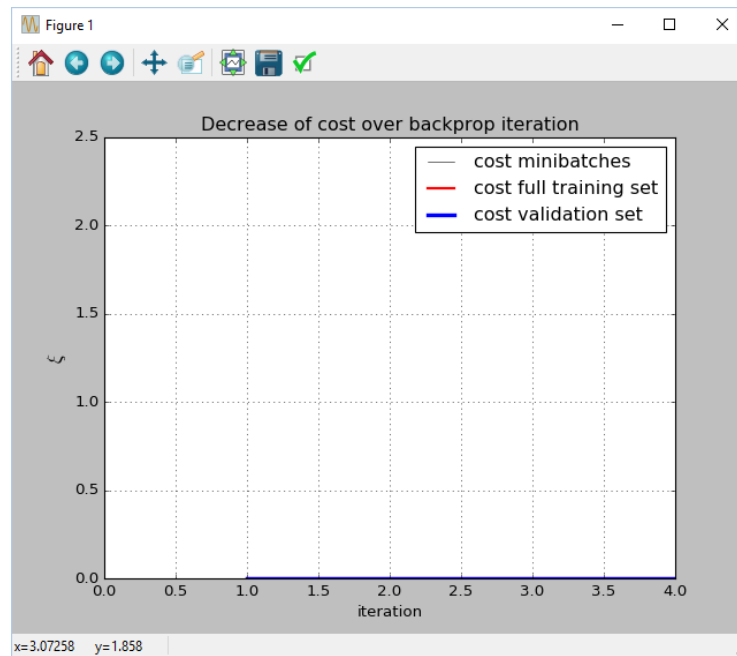 Figure 1
Decrease of cost over backprop iteration
cost minibatches
cost full training set
cost validation set
2.5
2.0
1.5
1.0
0.5
0.0
ξ
0.0 0.5 1.0 1.5 2.0 2.5 3.0 3.5 4.0
iteration
x=3.07258 y=1.858